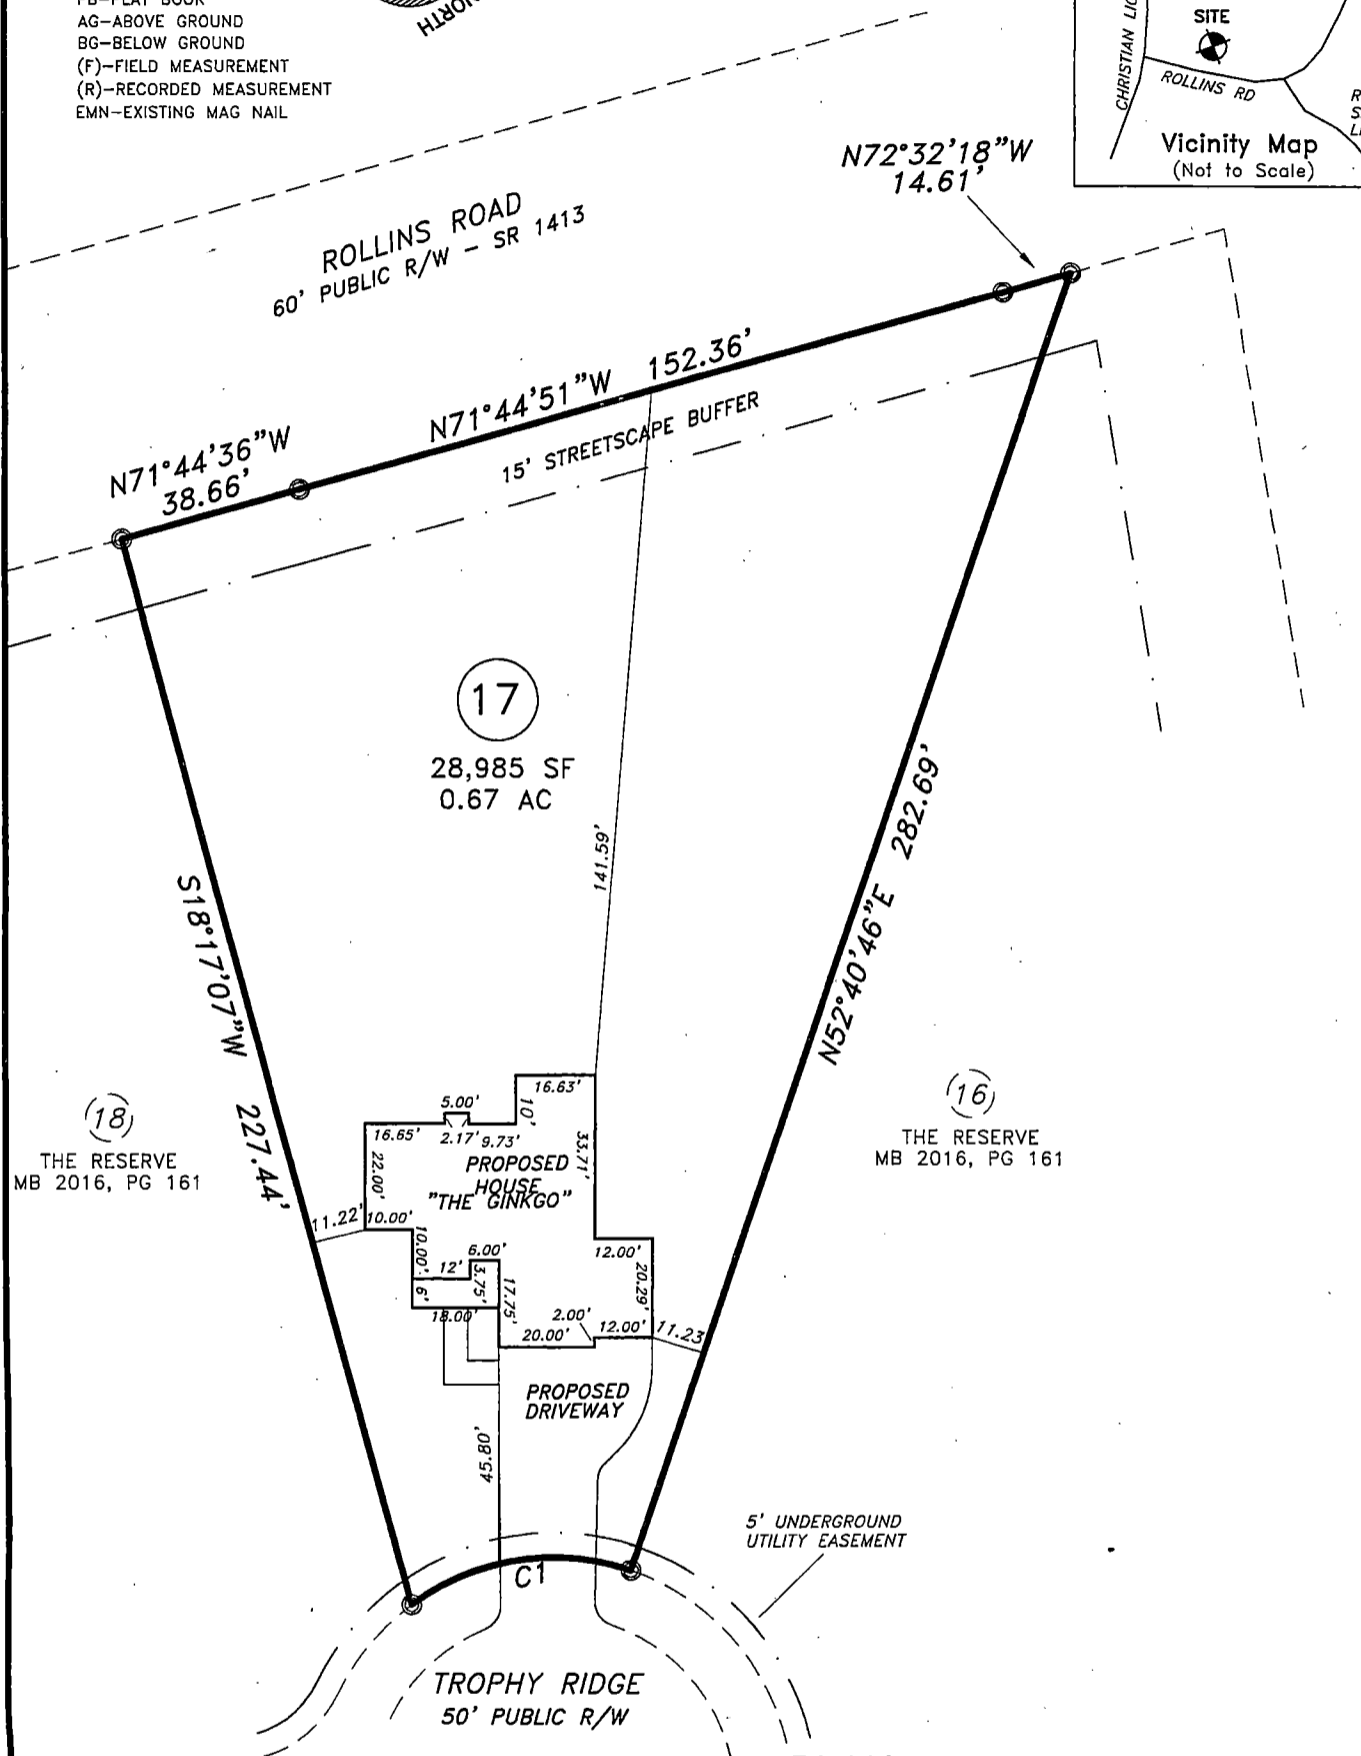 AG-ABOVE GROUND
BG-BELOW GROUND
(F)-FIELD MEASUREMENT
(R)-RECORDED MEASUREMENT
EMN-EXISTING MAG NAIL
NORTH
CHRISTIAN
SITE
ROLLINS RD
Vicinity Map
(Not to Scale)
N72°32'18"W
14.61'
ROLLINS ROAD
60' PUBLIC R/W - SR 1413
N71°44'36"W
38.66'
N71°44'51"W 152.36'
15' STREETSCAPE BUFFER
17
28,985 SF
0.67 AC
141.59'
N52°40'46"E 282.69'
S18°17'07"W 227.44'
18
THE RESERVE
MB 2016, PG 161
16
THE RESERVE
MB 2016, PG 161
16.63'
5.00'
10'
16.65'
2.17'
9.73'
33.71'
22.00'
PROPOSED
HOUSE
"THE GINKGO"
11.22'
10.00'
10.00'
6.00'
12'
3.75'
6'
18.00'
17.75'
12.00'
20.29'
2.00'
20.00'
12.00'
11.23
PROPOSED
DRIVEWAY
45.80'
5' UNDERGROUND
UTILITY EASEMENT
C1
TROPHY RIDGE
50' PUBLIC R/W